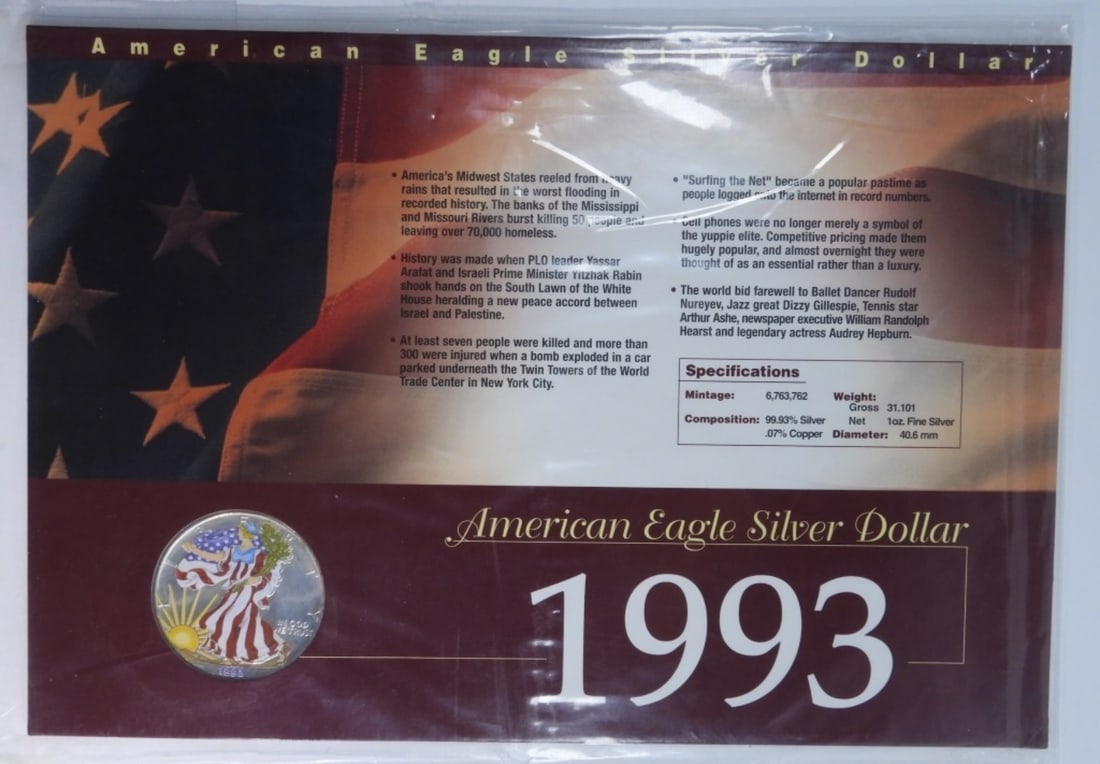 American Eagle Silver Dollar
• America's Midwest States reeled from heavy
rains that resulted in the worst flooding in
recorded history. The banks of the Mississippi
and Missouri Rivers burst killing 50 people and
leaving over 70,000 homeless.
• History was made when PLO leader Yassar
Arafat and Israeli Prime Minister Yitzhak Rabin
shook hands on the South Lawn of the White
House heralding a new peace accord between
Israel and Palestine.
• At least seven people were killed and more than
300 were injured when a bomb exploded in a car
parked underneath the Twin Towers of the World
Trade Center in New York City.
• "Surfing the Net" became a popular pastime as
people logged onto the internet in record numbers.
• Cell phones were no longer merely a symbol of
the yuppie elite. Competitive pricing made them
hugely popular, and almost overnight they were
thought of as an essential rather than a luxury.
• The world bid farewell to Ballet Dancer Rudolf
Nureyev, Jazz great Dizzy Gillespie, Tennis star
Arthur Ashe, newspaper executive William Randolph
Hearst and legendary actress Audrey Hepburn.
Specifications
Mintage: 6,763,762
Composition: 99.93% Silver
.07% Copper
Weight:
Gross 31.101
Net 1oz. Fine Silver
Diameter: 40.6 mm
American Eagle Silver Dollar
1993
IN GOD
WE TRUST
1993